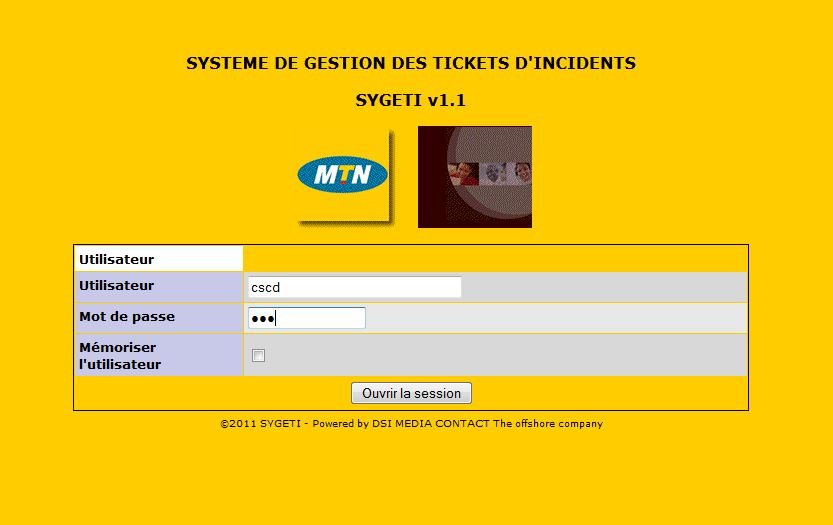 SYSTEME DE GESTION DES TICKETS D'INCIDENTS
SYGETI v1.1
MTN
Utilisateur
Utilisateur cscd
Mot de passe •••
Mémoriser
l'utilisateur
Ouvrir la session
©2011 SYGETI - Powered by DSI MEDIA CONTACT The offshore company